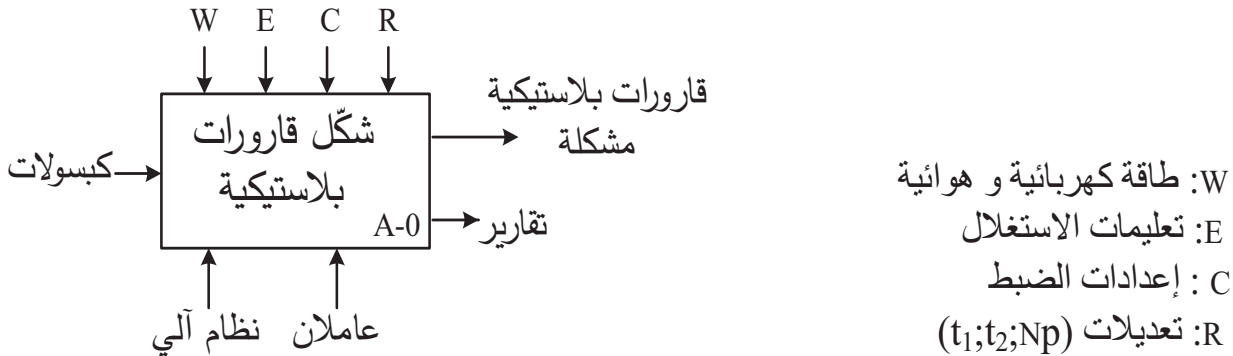 W E C R
شكّل قارورات
بلاستيكية
A-0
كبسولات
قارورات بلاستيكية
مشكلة
تقارير
نظام آلي
عاملان
W: طاقة كهربائية و هوائية
E: تعليمات الاستغلال
C : إعدادات الضبط
R: تعديلات (t₁;t₂;Np)